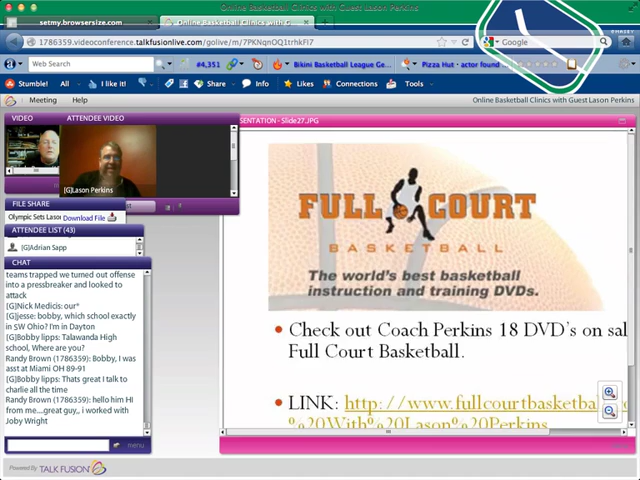 Online Basketball Clinics with Guest Lason Perkins
setmy.browsersize.com
Online Basketball Clinics with G
1786359.videoconference.talkfusionlive.com/golive/m/7PKNqnOQ1trhkFI7
Google
Web Search
#4,351
Bikini Basketball League Ge...
Pizza Hut - actor found ...
Stumble!
All
I like it!
Share
Info
Likes
Connections
Tools
Meeting
Help
Online Basketball Clinics with Guest Lason Perkins
VIDEO
ATTENDEE VIDEO
SENTATION - Slide27.JPG
[G]Lason Perkins
FILE SHARE
Olympic Sets Lason
Download File
ATTENDEE LIST (43)
[G]Adrian Sapp
CHAT
teams trapped we turned out offense
into a pressbreaker and looked to
attack
[G]Nick Medicis: our*
[G]jesse: bobby, which school exactly
in SW Ohio? I'm in Dayton
[G]Bobby lipps: Talawanda High
school, Where are you?
Randy Brown (1786359): Bobby, I was
asst at Miami OH 89-91
[G]Bobby lipps: Thats great I talk to
charlie all the time
Randy Brown (1786359): hello him HI
from me....great guy,, i worked with
Joby Wright
menu
Powered By TALK FUSION
FULL COURT
BASKETBALL
The world's best basketball
instruction and training DVDs.
• Check out Coach Perkins 18 DVD's on sal
Full Court Basketball.
• LINK: http://www.fullcourtbasketba
%20With%20Lason%20Perkins